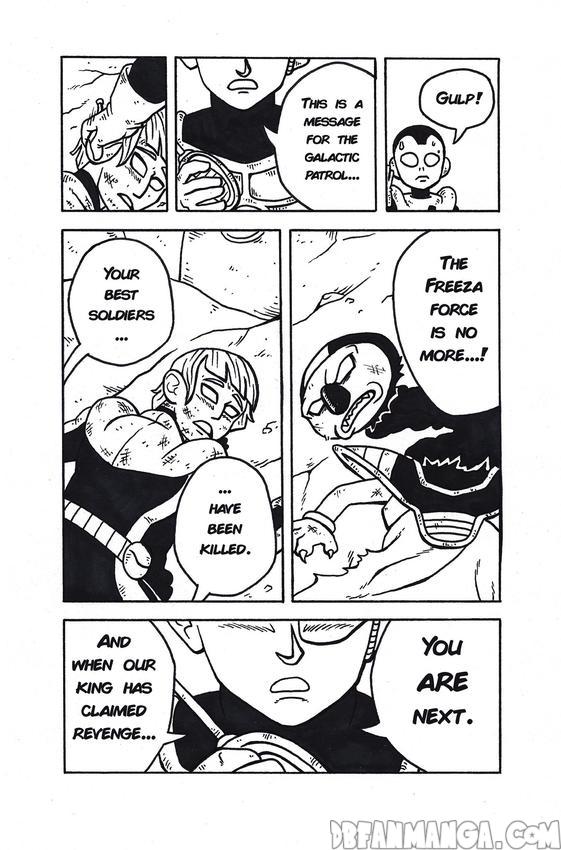 THIS IS A
MESSAGE
FOR THE
GALACTIC
PATROL...
GULP!
YOUR
BEST
SOLDIERS
...
...
HAVE
BEEN
KILLED.
THE
FREEZA
FORCE
IS NO
MORE...!
AND
WHEN OUR
KING HAS
CLAIMED
REVENGE...
YOU
ARE
NEXT.
DBFANMANGA.COM